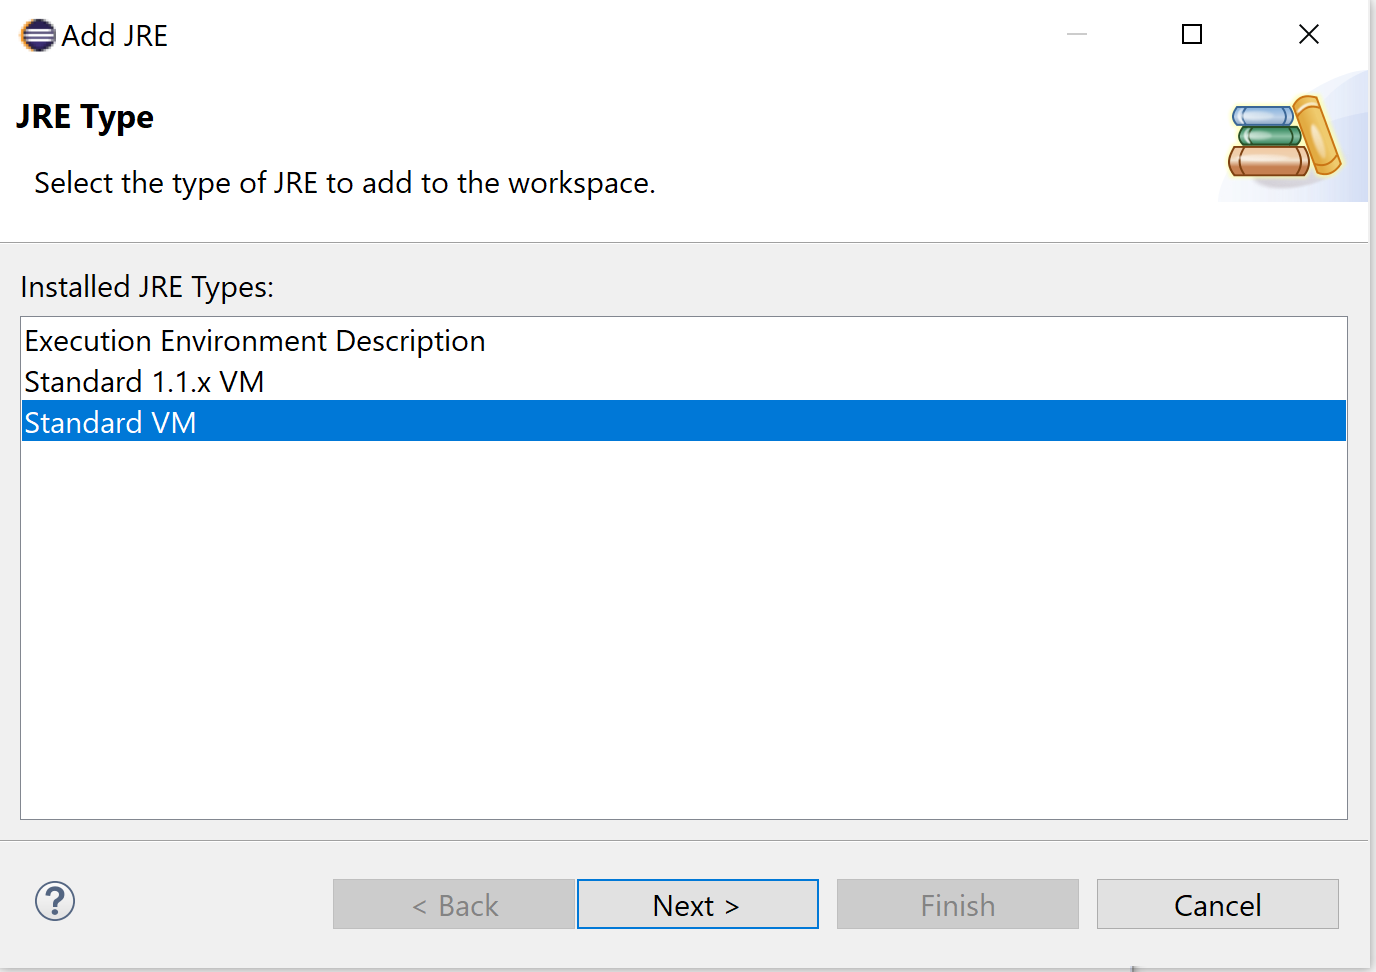 Add JRE
JRE Type
Select the type of JRE to add to the workspace.
Installed JRE Types:
Execution Environment Description
Standard 1.1.x VM
Standard VM
?
< Back
Next >
Finish
Cancel